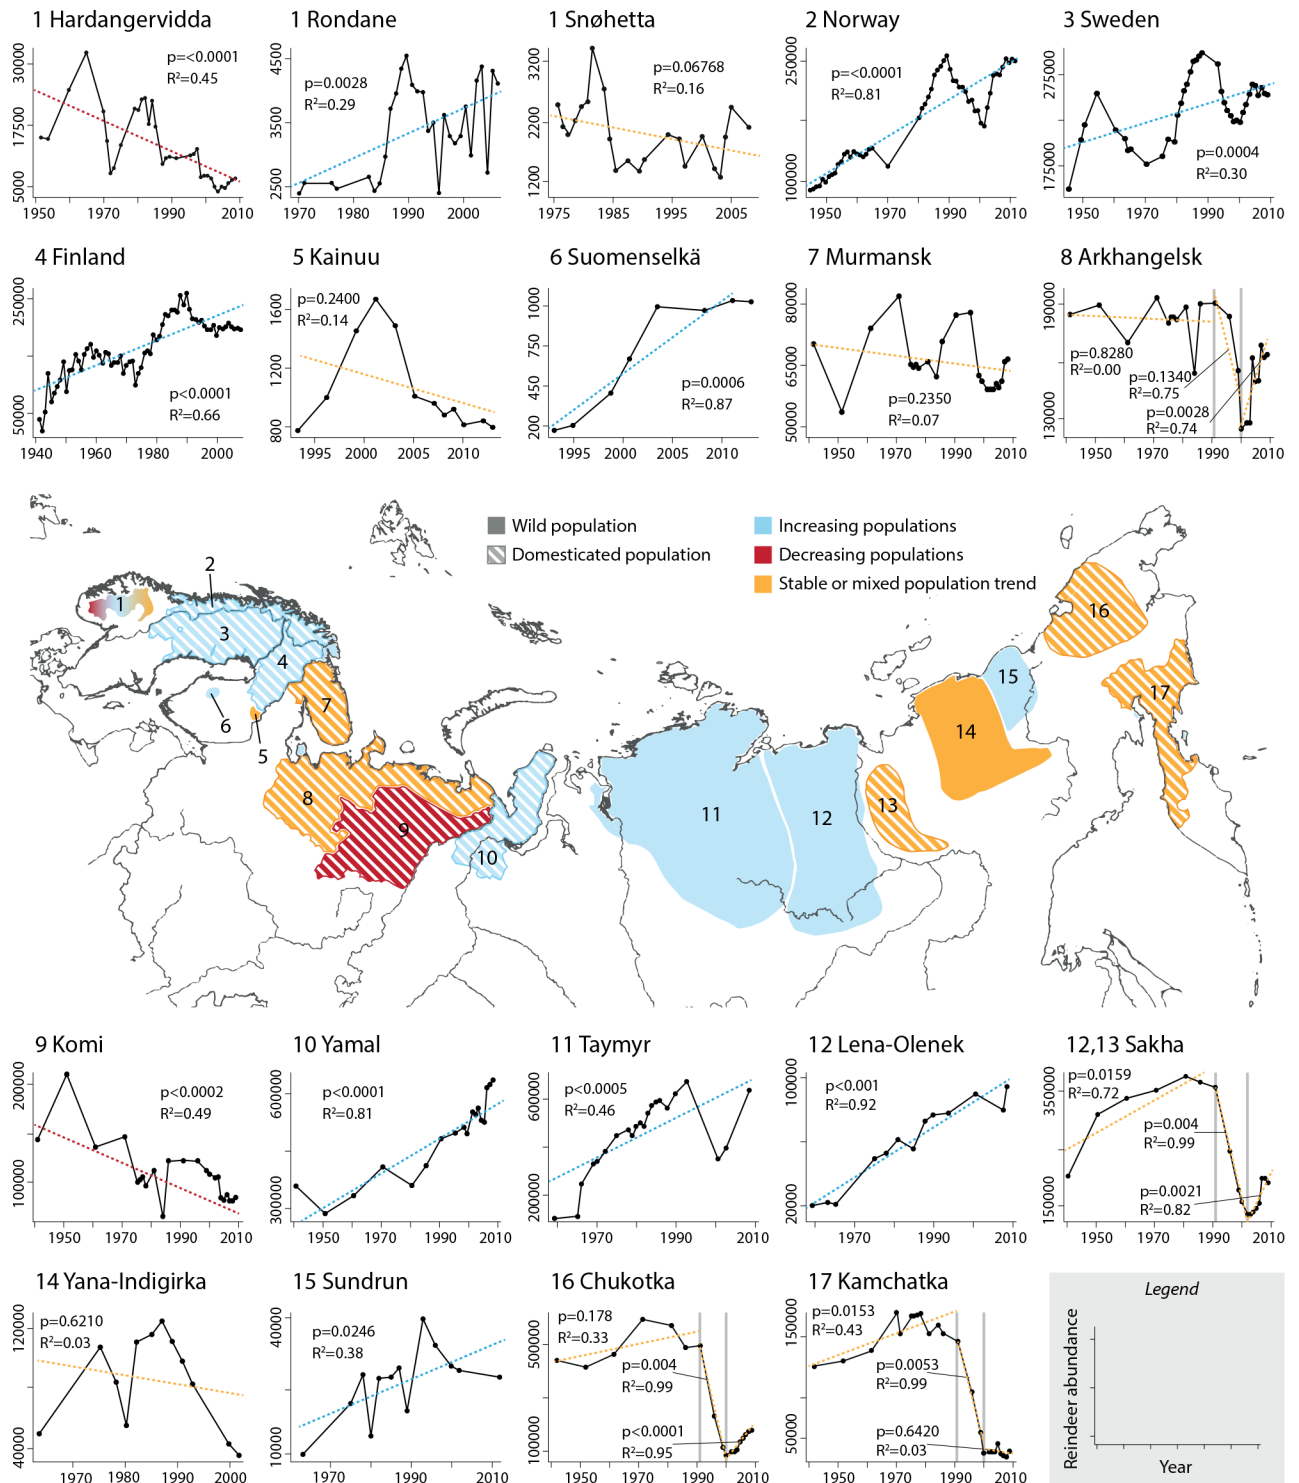 1 Hardangervidda
p=<0.0001
R²=0.45
30000
17500
50000
1950
1970
1990
2010
1 Rondane
p=0.0028
R²=0.29
4500
3500
2500
1970
1980
1990
2000
1 Snøhetta
p=0.06768
R²=0.16
3200
2200
1200
1975
1985
1995
2005
2 Norway
p=<0.0001
R²=0.81
250000
100000
1950
1970
1990
2010
3 Sweden
p=0.0004
R²=0.30
275000
175000
1950
1970
1990
2010
4 Finland
p<0.0001
R²=0.66
250000
50000
1940
1960
1980
2000
5 Kainuu
p=0.2400
R²=0.14
1600
1200
800
1995
2000
2005
2010
6 Suomenselkä
p=0.0006
R²=0.87
1000
750
450
200
1995
2005
2010
7 Murmansk
p=0.2350
R²=0.07
80000
65000
50000
1950
1970
1990
2010
8 Arkhangelsk
p=0.8280
R²=0.00
p=0.1340
R²=0.75
p=0.0028
R²=0.74
190000
130000
1950
1970
1990
2010
Wild population
Domesticated population
Increasing populations
Decreasing populations
Stable or mixed population trend
1
2
3
4
5
6
7
8
9
10
11
12
13
14
15
16
17
9 Komi
p<0.0002
R²=0.49
200000
100000
1950
1970
1990
2010
10 Yamal
p<0.0001
R²=0.81
600000
300000
1950
1970
1990
2010
11 Taymyr
p<0.0005
R²=0.46
600000
200000
1970
1990
2010
12 Lena-Olenek
p<0.001
R²=0.92
100000
20000
1970
1990
2010
12,13 Sakha
p=0.0159
R²=0.72
p=0.004
R²=0.99
p=0.0021
R²=0.82
350000
150000
1950
1970
1990
2010
14 Yana-Indigirka
p=0.6210
R²=0.03
120000
40000
1970
1980
1990
2000
15 Sundrun
p=0.0246
R²=0.38
40000
10000
1970
1980
1990
2000
2010
16 Chukotka
p=0.178
R²=0.33
p=0.004
R²=0.99
p<0.0001
R²=0.95
500000
100000
1950
1970
1990
2010
17 Kamchatka
p=0.0153
R²=0.43
p=0.0053
R²=0.99
p=0.6420
R²=0.03
150000
50000
1950
1970
1990
2010
Legend
Reindeer abundance
Year